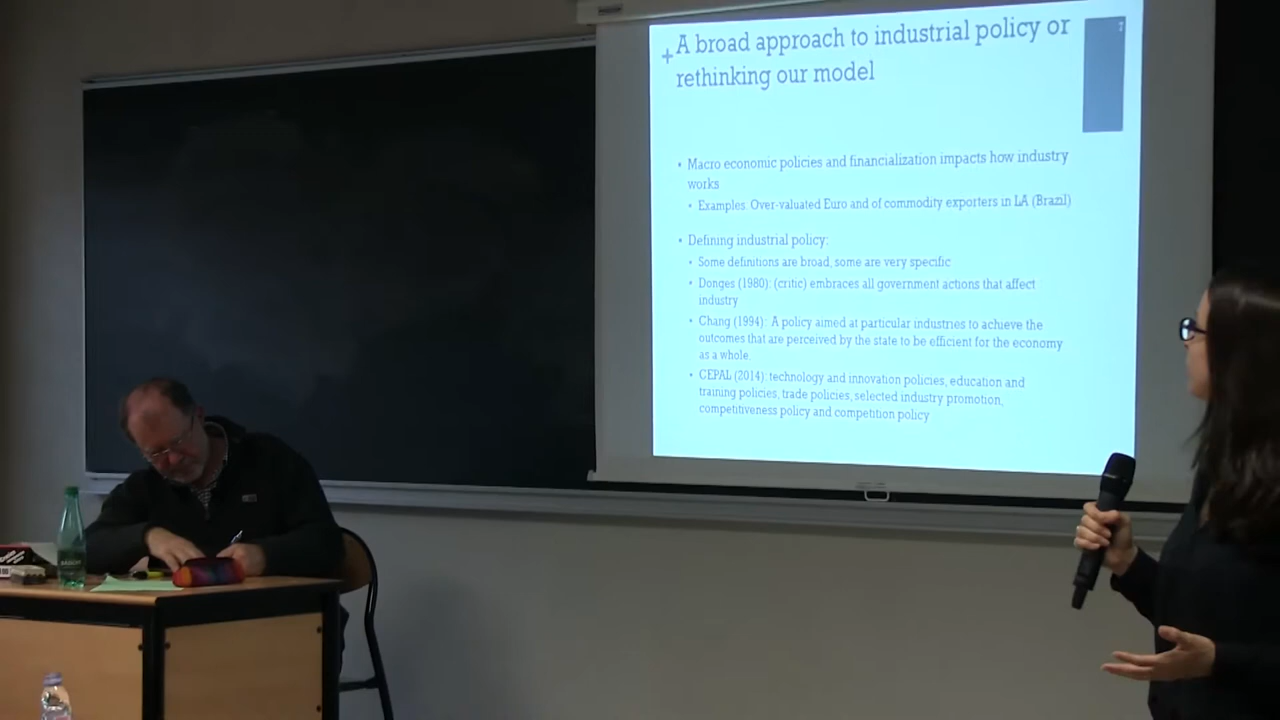 7
+ A broad approach to industrial policy or
rethinking our model
• Macro economic policies and financialization impacts how industry
works
• Examples. Over-valuated Euro and of commodity exporters in LA (Brazil)
• Defining industrial policy:
• Some definitions are broad, some are very specific
• Donges (1980): (critic) embraces all government actions that affect
industry
• Chang (1994): A policy aimed at particular industries to achieve the
outcomes that are perceived by the state to be efficient for the economy
as a whole.
• CEPAL (2014): technology and innovation policies, education and
training policies, trade policies, selected industry promotion,
competitiveness policy and competition policy